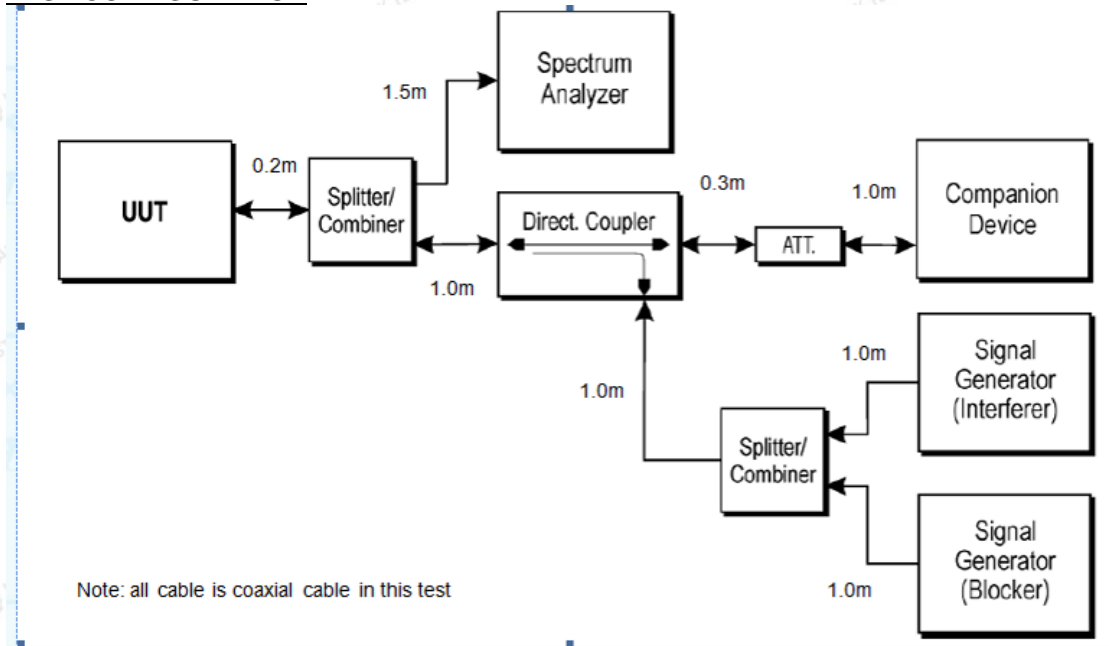 Spectrum
Analyzer
1.5m
UUT
0.2m
Splitter/
Combiner
1.0m
Direct. Coupler
0.3m
ATT.
1.0m
Companion
Device
1.0m
Signal
Generator
(Interferer)
1.0m
Splitter/
Combiner
Signal
Generator
(Blocker)
1.0m
Note: all cable is coaxial cable in this test